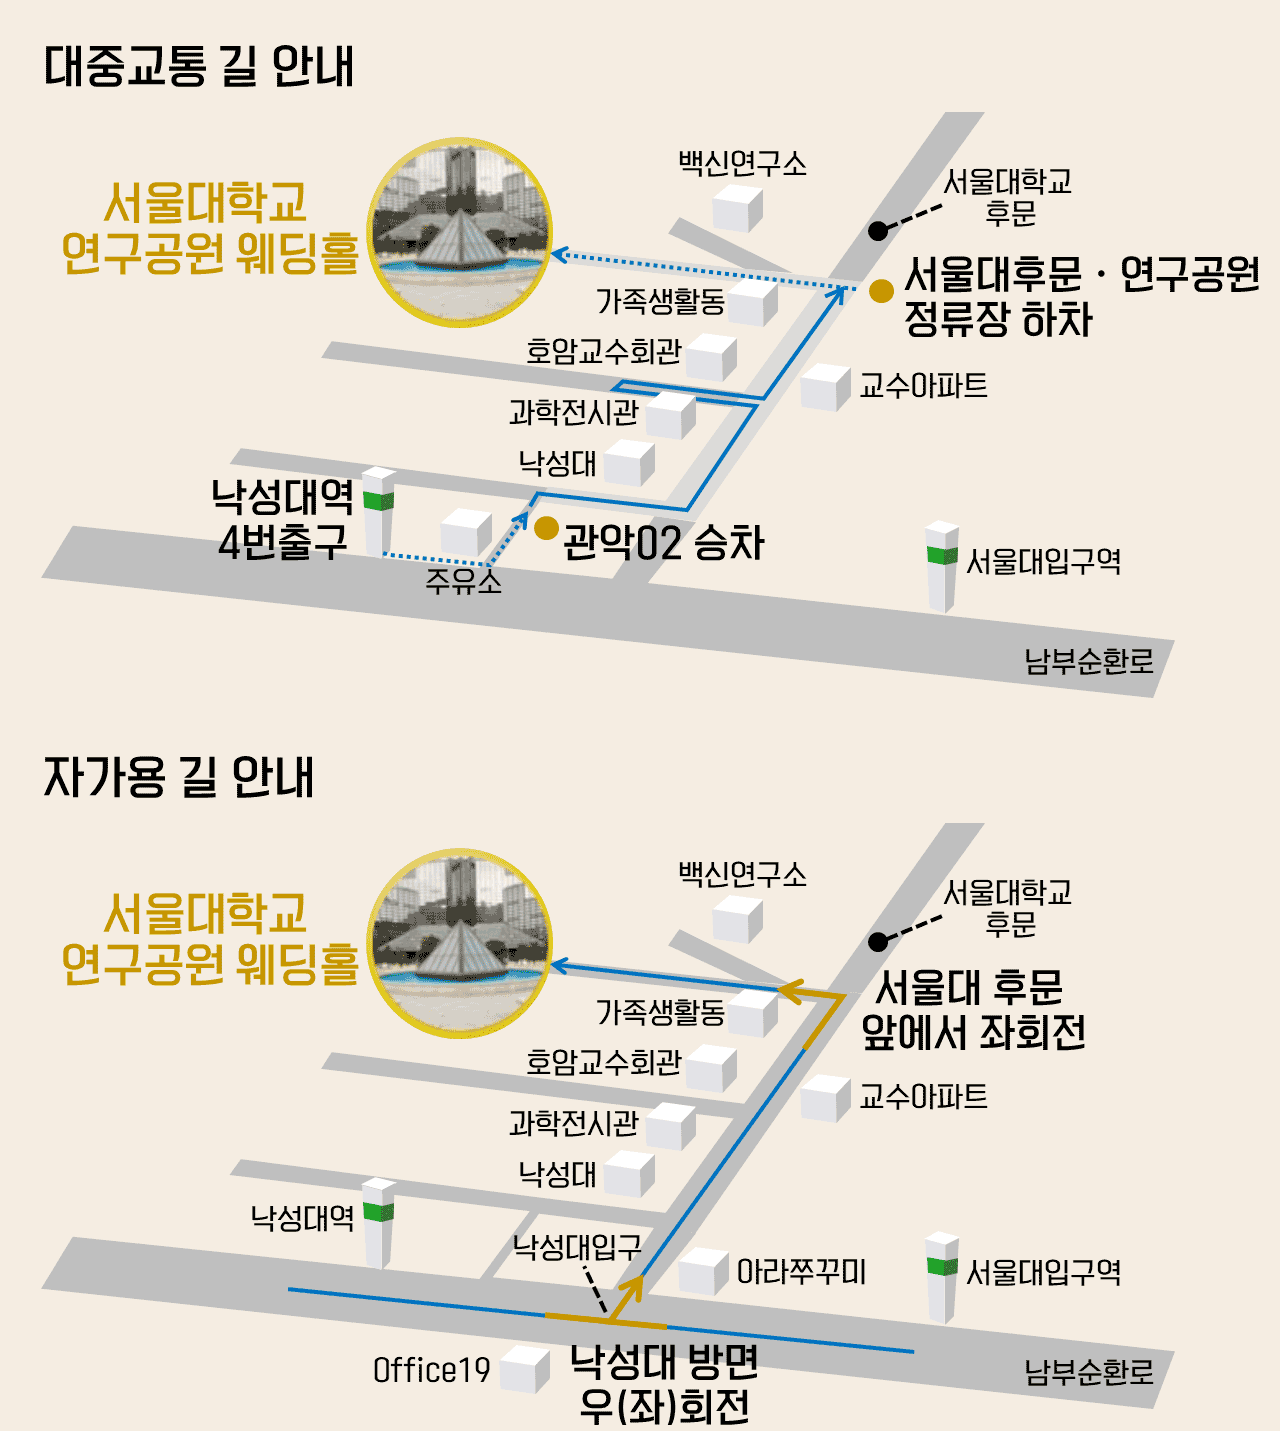 대중교통 길 안내
백신연구소
서울대학교
후문
서울대학교
연구공원 웨딩홀
서울대후문 · 연구공원
정류장 하차
가족생활동
호암교수회관
교수아파트
과학전시관
낙성대
낙성대역
4번출구
관악02 승차
주유소
서울대입구역
남부순환로
자가용 길 안내
백신연구소
서울대학교
후문
서울대학교
연구공원 웨딩홀
서울대 후문
앞에서 좌회전
가족생활동
호암교수회관
교수아파트
과학전시관
낙성대
낙성대역
낙성대입구
아라쭈꾸미
서울대입구역
Office19
낙성대 방면
우(좌)회전
남부순환로